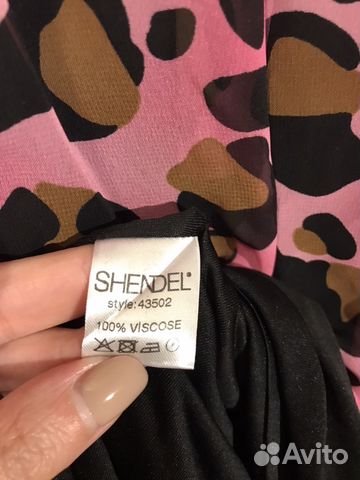 SHENDEL®
style: 43502
100% VISCOSE
Avito